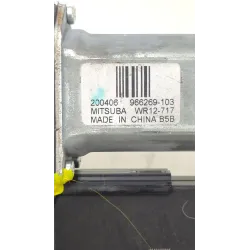 200406 966269-103
MITSUBA WR12-717
MADE IN CHINA B5B